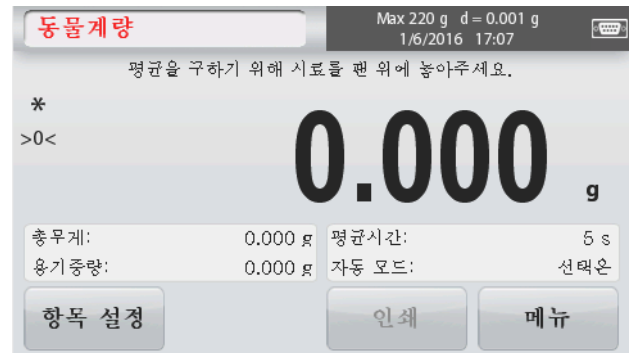 동물계량
Max 220 g d = 0.001 g
1/6/2016 17:07
평균을 구하기 위해 시료를 팬 위에 놓아주세요.
*
>0<
0.000 g
총무게: 0.000 g 평균시간: 5 s
용기중량: 0.000 g 자동 모드: 선택온
항목 설정 인쇄 메뉴